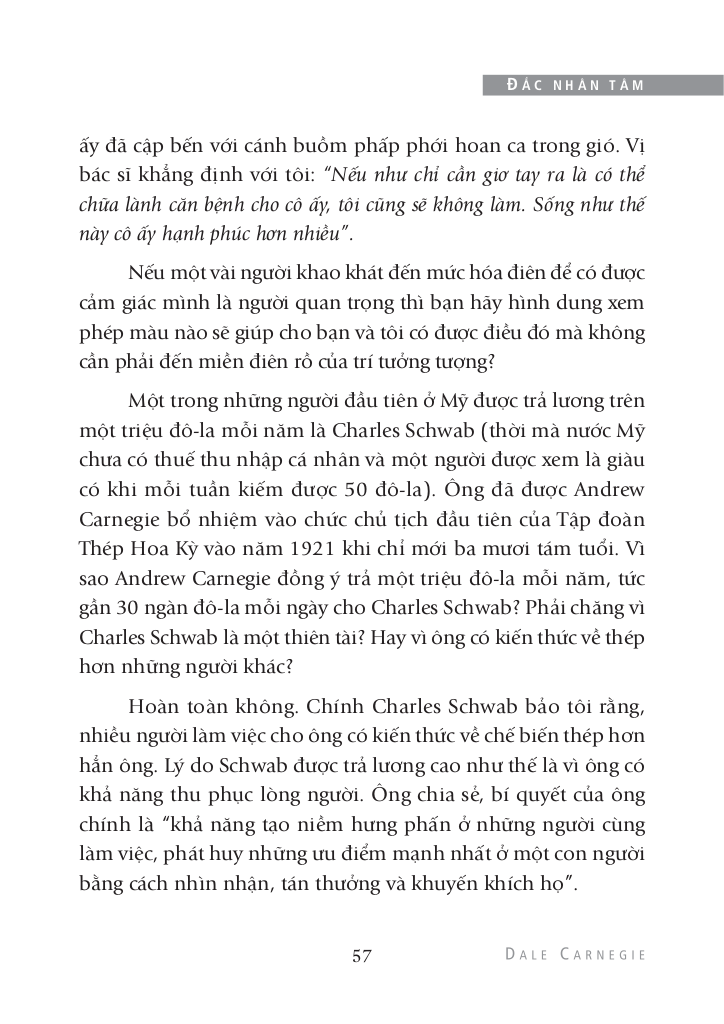 ĐẮC NHÂN TÂM
ấy đã cập bến với cánh buồm phấp phới hoan ca trong gió. Vị
bác sĩ khẳng định với tôi: “Nếu như chỉ cần giơ tay ra là có thể
chữa lành căn bệnh cho cô ấy, tôi cũng sẽ không làm. Sống như thế
này cô ấy hạnh phúc hơn nhiều”.
Nếu một vài người khao khát đến mức hóa điên để có được
cảm giác mình là người quan trọng thì bạn hãy hình dung xem
phép màu nào sẽ giúp cho bạn và tôi có được điều đó mà không
cần phải đến miền điên rồ của trí tưởng tượng?
Một trong những người đầu tiên ở Mỹ được trả lương trên
một triệu đô-la mỗi năm là Charles Schwab (thời mà nước Mỹ
chưa có thuế thu nhập cá nhân và một người được xem là giàu
có khi mỗi tuần kiếm được 50 đô-la). Ông đã được Andrew
Carnegie bổ nhiệm vào chức chủ tịch đầu tiên của Tập đoàn
Thép Hoa Kỳ vào năm 1921 khi chỉ mới ba mươi tám tuổi. Vì
sao Andrew Carnegie đồng ý trả một triệu đô-la mỗi năm, tức
gần 30 ngàn đô-la mỗi ngày cho Charles Schwab? Phải chăng vì
Charles Schwab là một thiên tài? Hay vì ông có kiến thức về thép
hơn những người khác?
Hoàn toàn không. Chính Charles Schwab bảo tôi rằng,
nhiều người làm việc cho ông có kiến thức về chế biến thép hơn
hẳn ông. Lý do Schwab được trả lương cao như thế là vì ông có
khả năng thu phục lòng người. Ông chia sẻ, bí quyết của ông
chính là “khả năng tạo niềm hưng phấn ở những người cùng
làm việc, phát huy những ưu điểm mạnh nhất ở một con người
bằng cách nhìn nhận, tán thưởng và khuyến khích họ”.
57
DALE CARNEGIE